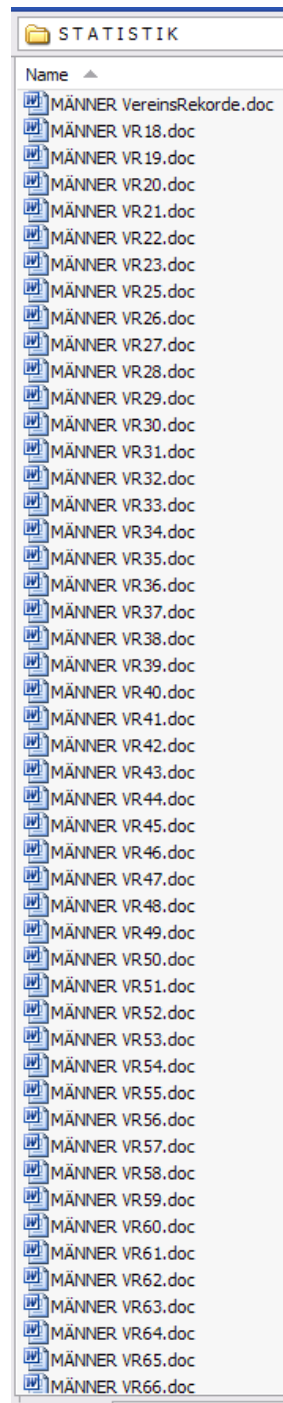 S T A T I S T I K
Name
MÄNNER VereinsRekorde.doc
MÄNNER VR18.doc
MÄNNER VR19.doc
MÄNNER VR20.doc
MÄNNER VR21.doc
MÄNNER VR22.doc
MÄNNER VR23.doc
MÄNNER VR25.doc
MÄNNER VR26.doc
MÄNNER VR27.doc
MÄNNER VR28.doc
MÄNNER VR29.doc
MÄNNER VR30.doc
MÄNNER VR31.doc
MÄNNER VR32.doc
MÄNNER VR33.doc
MÄNNER VR34.doc
MÄNNER VR35.doc
MÄNNER VR36.doc
MÄNNER VR37.doc
MÄNNER VR38.doc
MÄNNER VR39.doc
MÄNNER VR40.doc
MÄNNER VR41.doc
MÄNNER VR42.doc
MÄNNER VR43.doc
MÄNNER VR44.doc
MÄNNER VR45.doc
MÄNNER VR46.doc
MÄNNER VR47.doc
MÄNNER VR48.doc
MÄNNER VR49.doc
MÄNNER VR50.doc
MÄNNER VR51.doc
MÄNNER VR52.doc
MÄNNER VR53.doc
MÄNNER VR54.doc
MÄNNER VR55.doc
MÄNNER VR56.doc
MÄNNER VR57.doc
MÄNNER VR58.doc
MÄNNER VR59.doc
MÄNNER VR60.doc
MÄNNER VR61.doc
MÄNNER VR62.doc
MÄNNER VR63.doc
MÄNNER VR64.doc
MÄNNER VR65.doc
MÄNNER VR66.doc